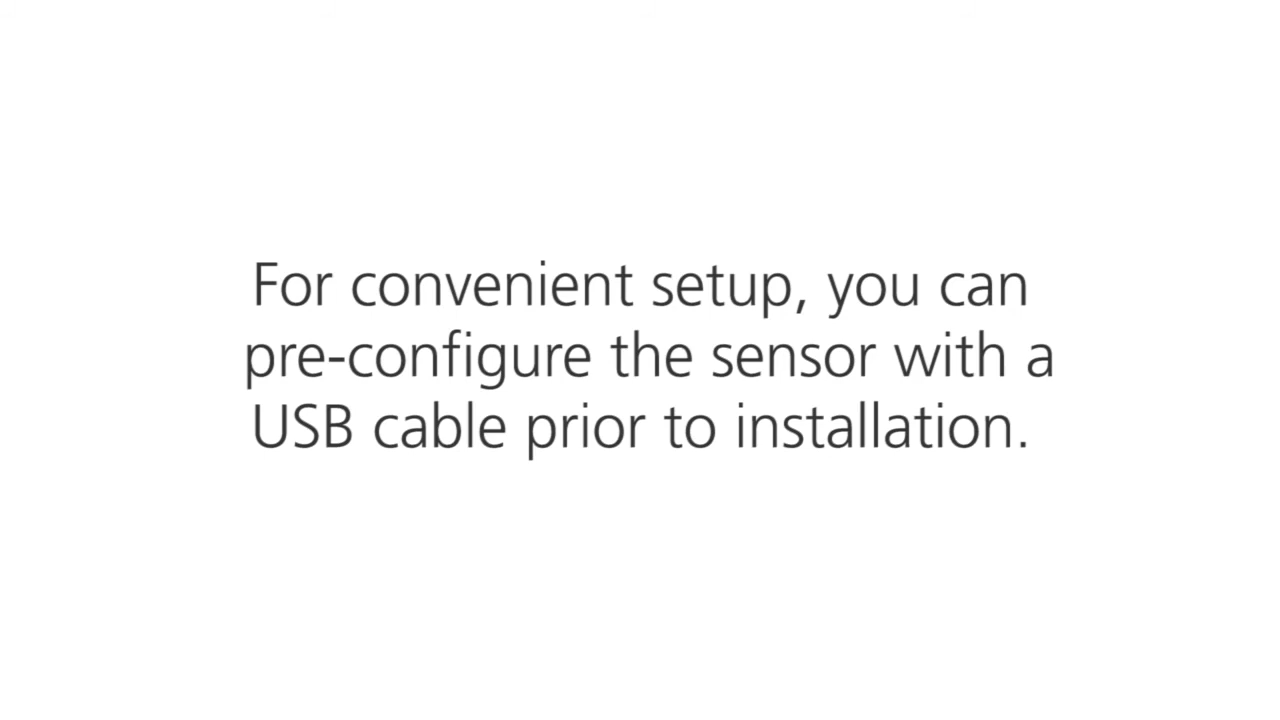 For convenient setup, you can
pre-configure the sensor with a
USB cable prior to installation.